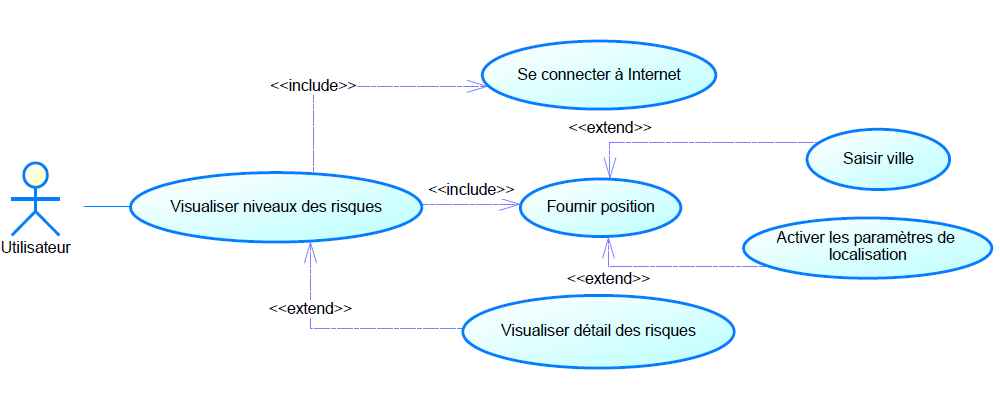 Se connecter à Internet
<<include>>
<<extend>>
Saisir ville
Visualiser niveaux des risques
<<include>>
Fournir position
Utilisateur
Activer les paramètres de
localisation
<<extend>>
<<extend>>
Visualiser détail des risques